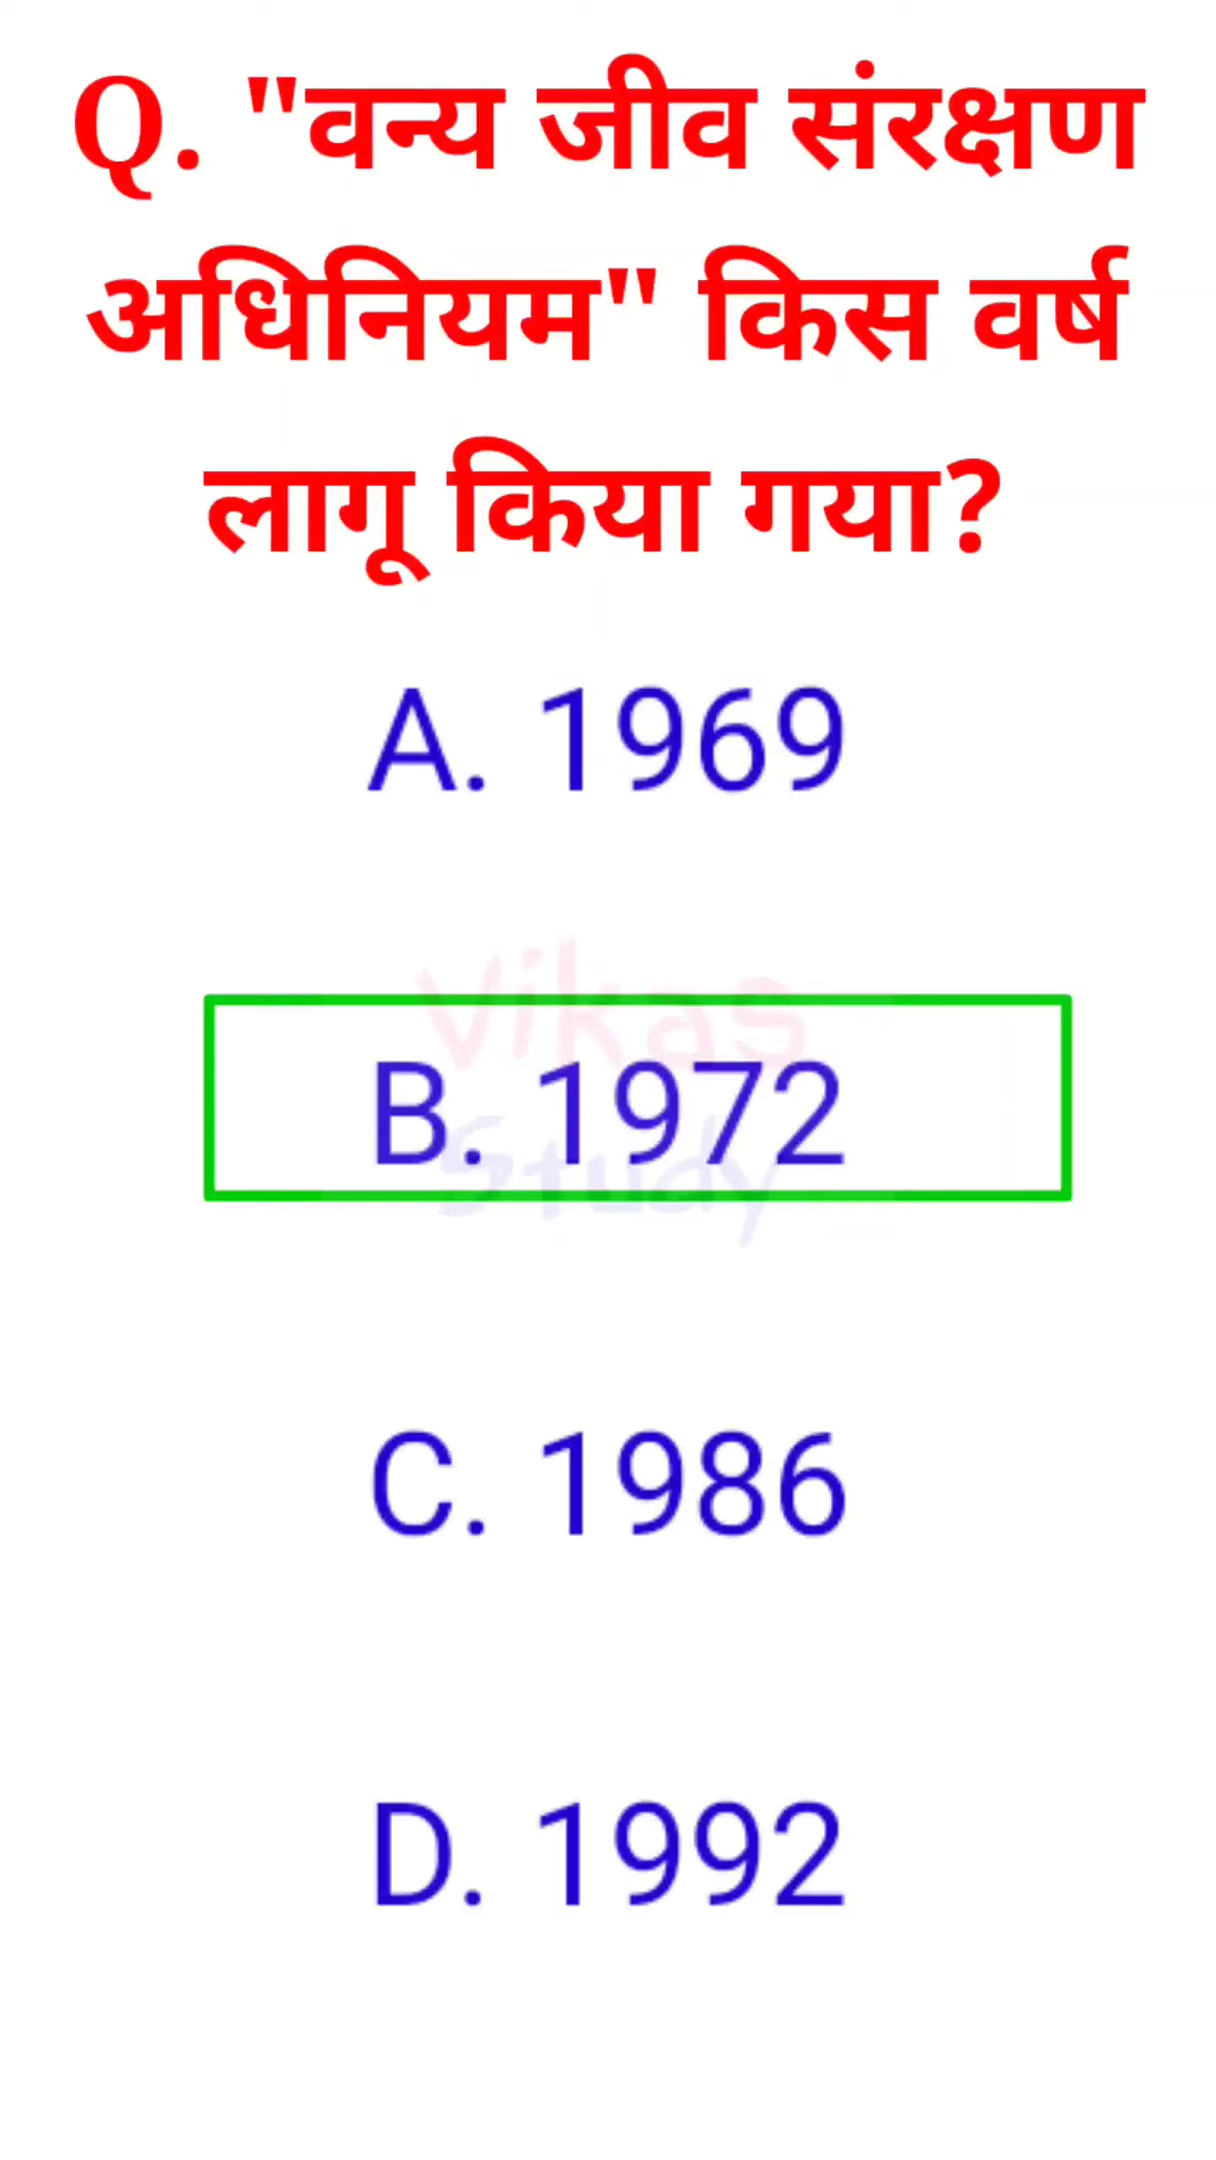 Q. "वन्य जीव संरक्षण
अधिनियम" किस वर्ष
लागू किया गया?
A. 1969
Vikas
B. 1972
Study
C. 1986
D. 1992